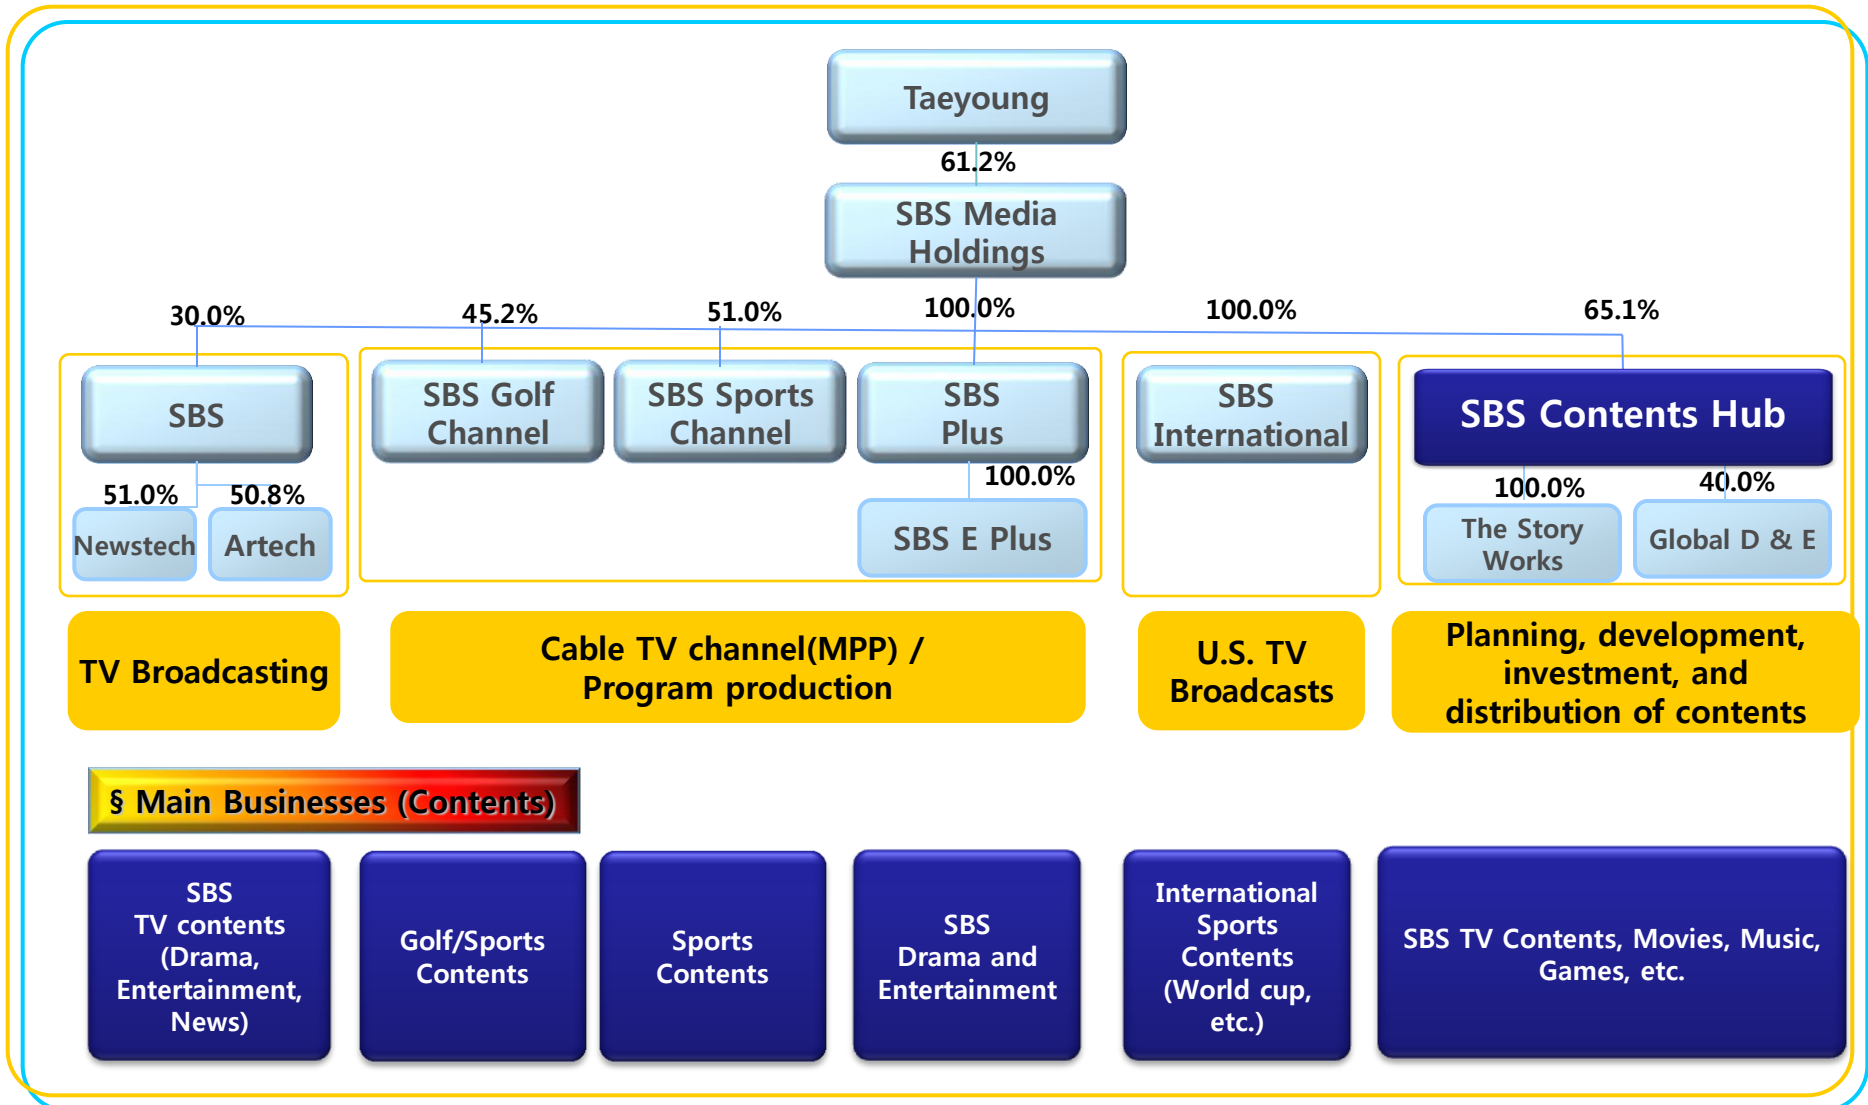 Taeyoung
61.2%
SBS Media
Holdings
30.0%
45.2%
51.0%
100.0%
100.0%
65.1%
SBS
SBS Golf
Channel
SBS Sports
Channel
SBS
Plus
SBS
International
SBS Contents Hub
51.0%
50.8%
100.0%
100.0%
40.0%
Newstech
Artech
SBS E Plus
The Story
Works
Global D & E
TV Broadcasting
Cable TV channel(MPP) /
Program production
U.S. TV
Broadcasts
Planning, development,
investment, and
distribution of contents
§ Main Businesses (Contents)
SBS
TV contents
(Drama,
Entertainment,
News)
Golf/Sports
Contents
Sports
Contents
SBS
Drama and
Entertainment
International
Sports
Contents
(World cup,
etc.)
SBS TV Contents, Movies, Music,
Games, etc.